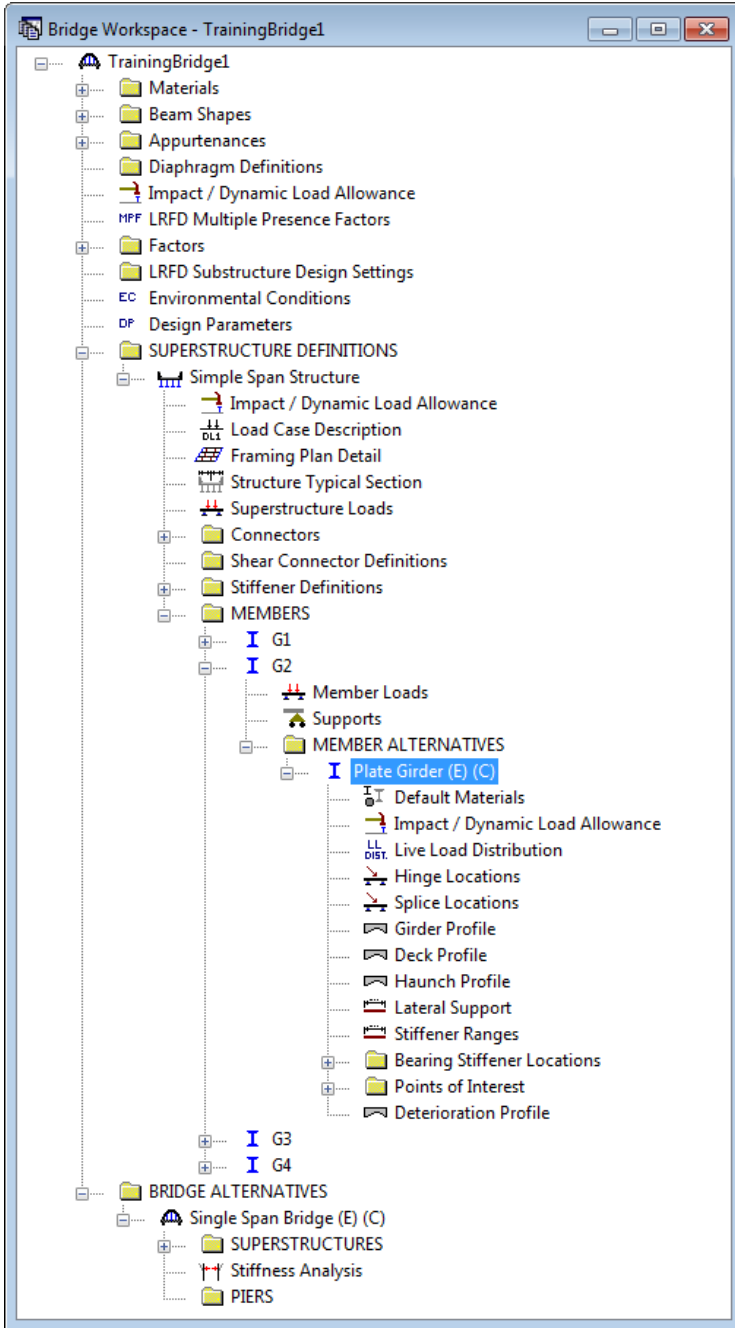 Bridge Workspace - TrainingBridge1
TrainingBridge1
Materials
Beam Shapes
Appurtenances
Diaphragm Definitions
Impact / Dynamic Load Allowance
MPF LRFD Multiple Presence Factors
Factors
LRFD Substructure Design Settings
EC Environmental Conditions
DP Design Parameters
SUPERSTRUCTURE DEFINITIONS
Simple Span Structure
Impact / Dynamic Load Allowance
DL1 Load Case Description
Framing Plan Detail
Structure Typical Section
Superstructure Loads
Connectors
Shear Connector Definitions
Stiffener Definitions
MEMBERS
G1
G2
Member Loads
Supports
MEMBER ALTERNATIVES
Plate Girder (E) (C)
Default Materials
Impact / Dynamic Load Allowance
LL DIST. Live Load Distribution
Hinge Locations
Splice Locations
Girder Profile
Deck Profile
Haunch Profile
Lateral Support
Stiffener Ranges
Bearing Stiffener Locations
Points of Interest
Deterioration Profile
G3
G4
BRIDGE ALTERNATIVES
Single Span Bridge (E) (C)
SUPERSTRUCTURES
Stiffness Analysis
PIERS